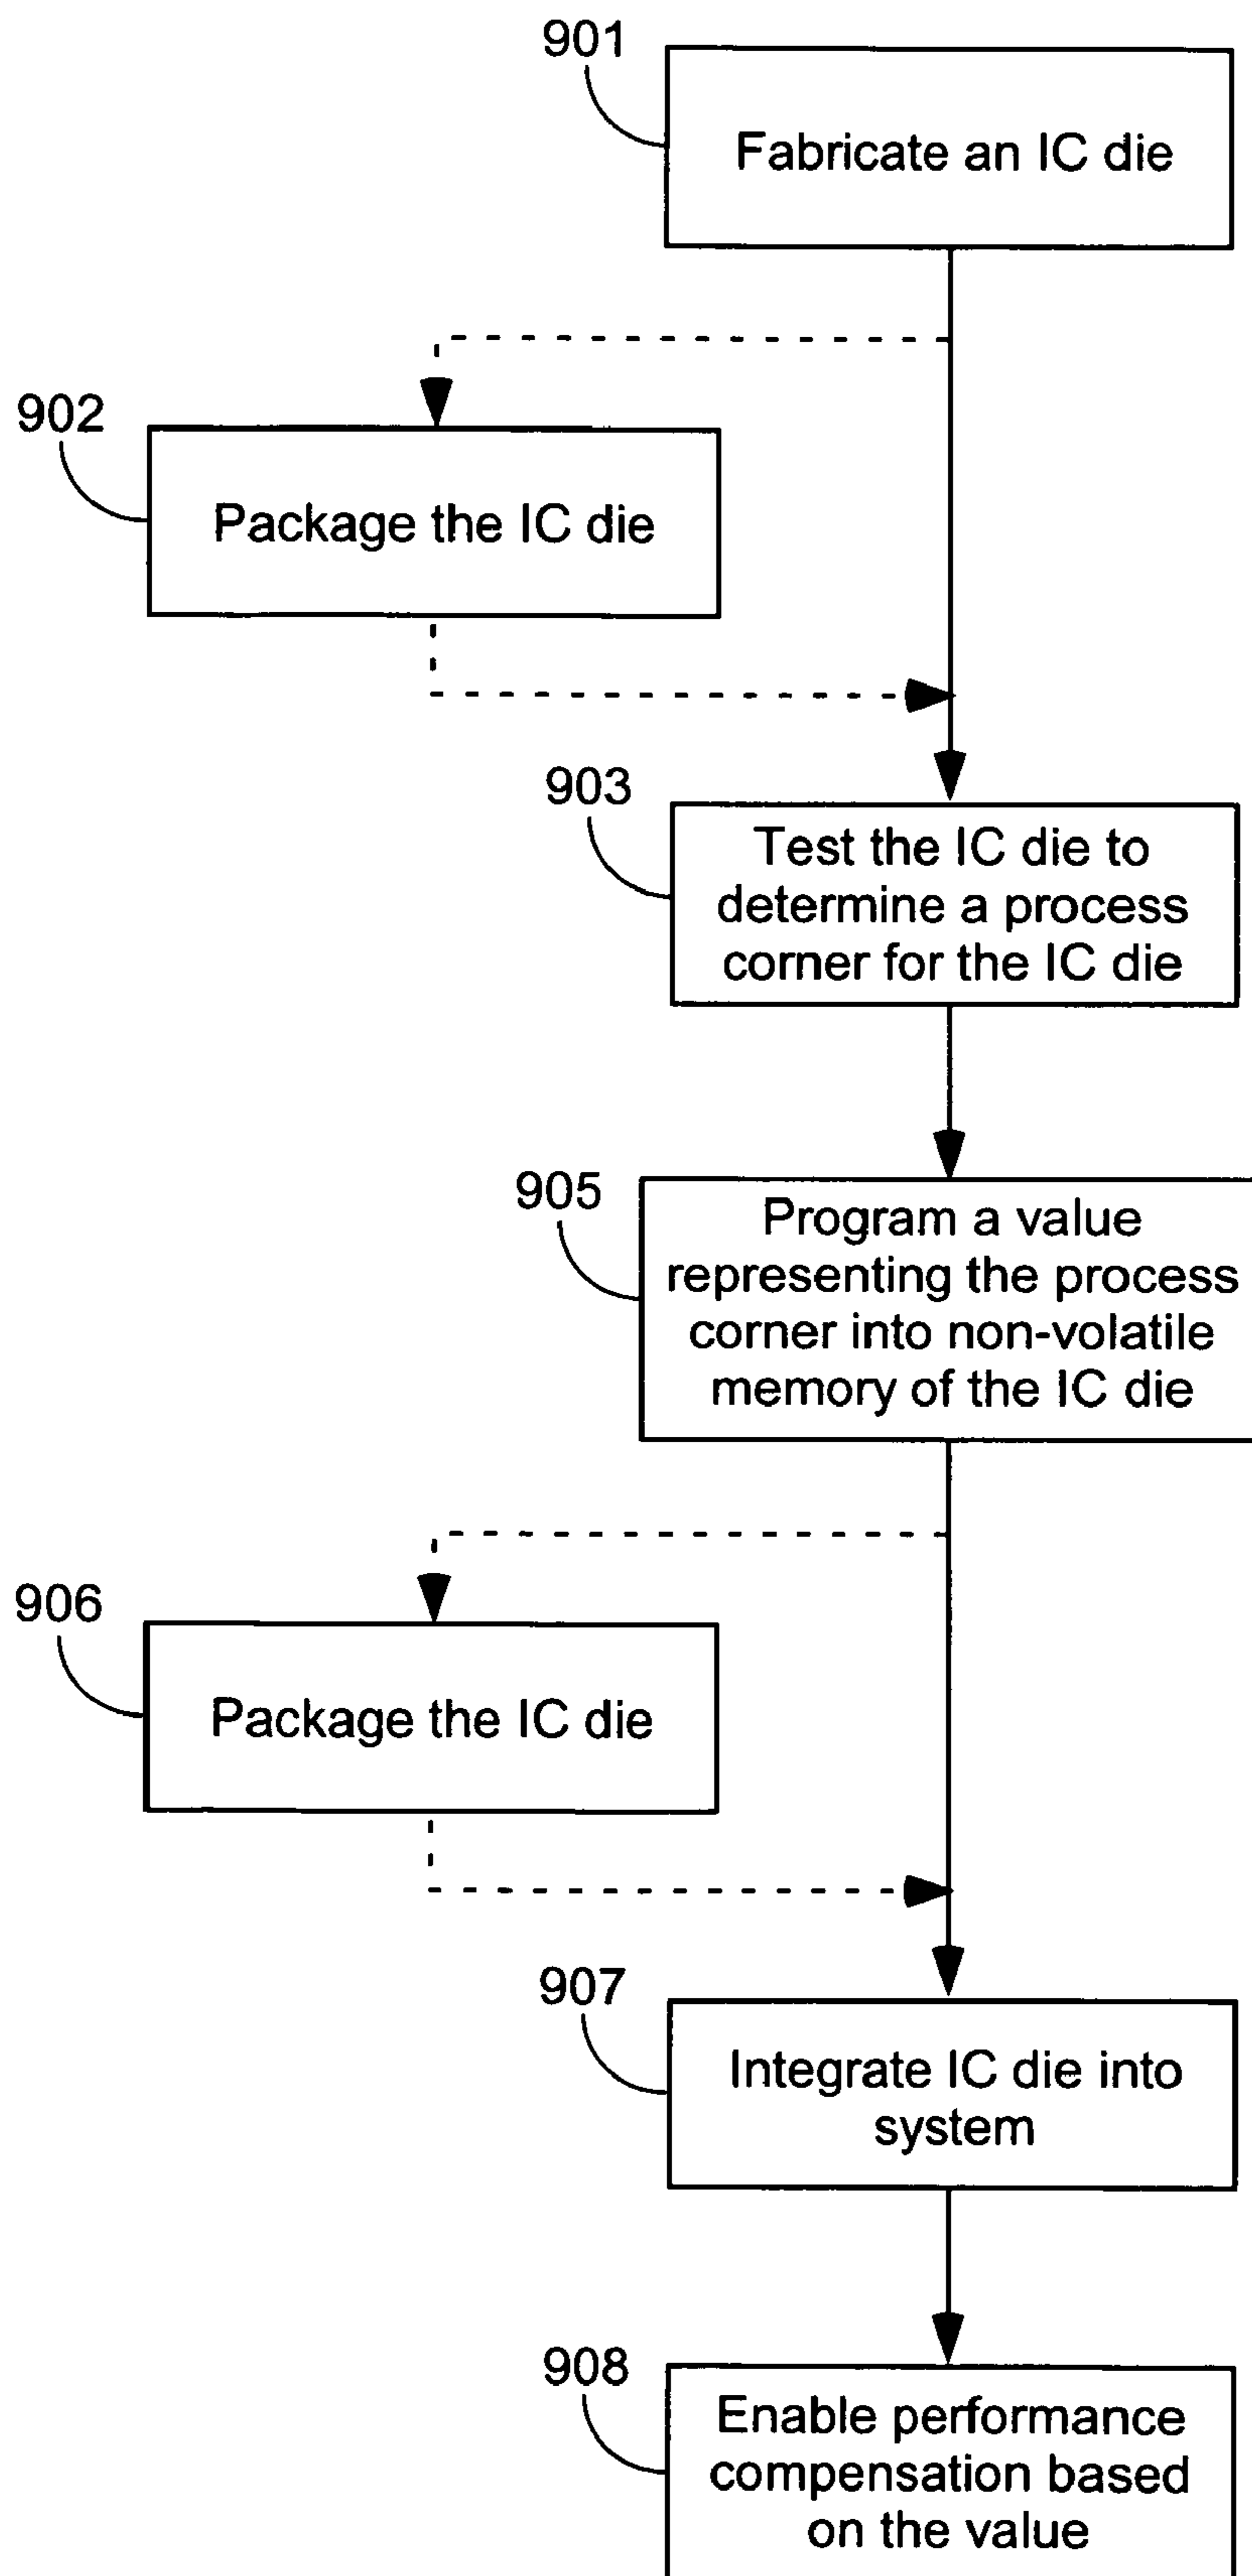 901
Fabricate an IC die
902
Package the IC die
903
Test the IC die to
determine a process
corner for the IC die
905
Program a value
representing the process
corner into non-volatile
memory of the IC die
906
Package the IC die
907
Integrate IC die into
system
908
Enable performance
compensation based
on the value